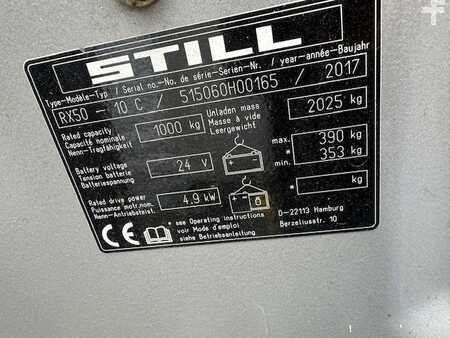 STILL
Type-Modèle-Typ / Serial no.-No. de série-Serien-Nr. / year-année-Baujahr
RX50 10 C / 515060H00165 / 2017
Rated capacity
Capacité nominale
Nenn-Tragfähigkeit
1000 kg
Unladen mass
Masse à vide
Leergewicht
2025 kg
Battery voltage
Tension batterie
Batteriespannung
24 V
max. 390 kg
* min. 353 kg
Rated drive power
Puissance motr.nom.
Nenn-Antriebsleist.
4.9 kW
* kg
CE
* see Operating instructions
voir Mode d'emploi
siehe Betriebsanleitung
D-22113 Hamburg
Berzeliusstr. 10